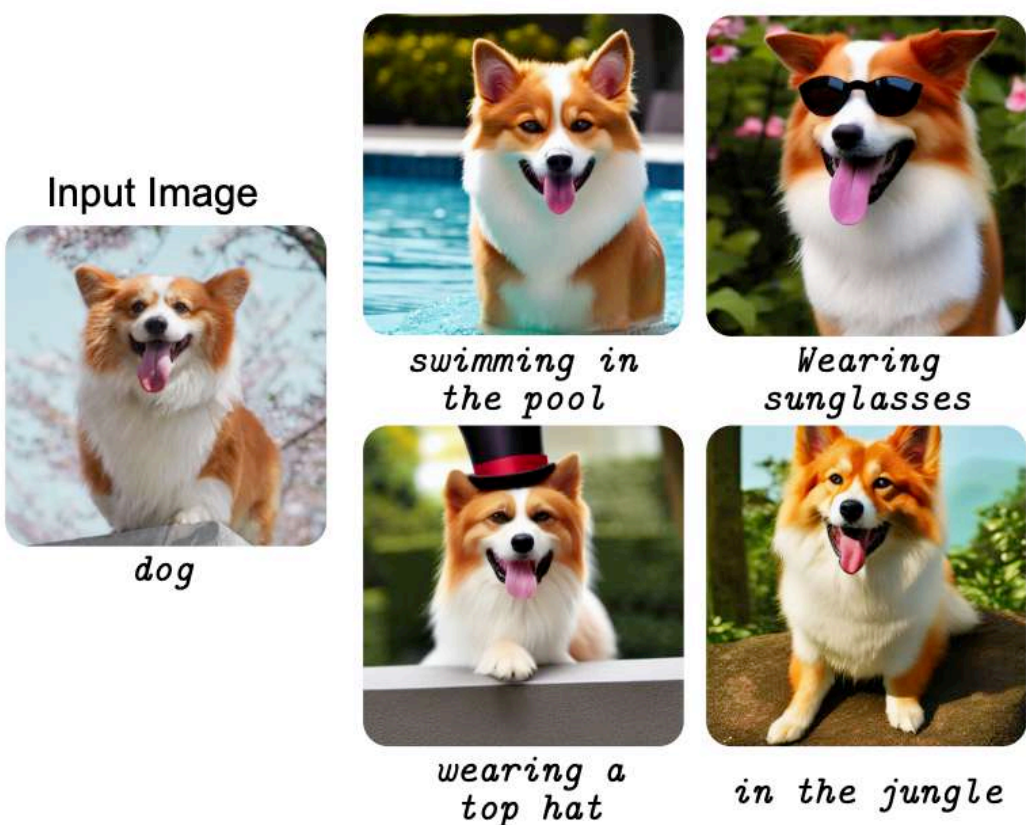 Input Image
dog
swimming in
the pool
Wearing
sunglasses
wearing a
top hat
in the jungle